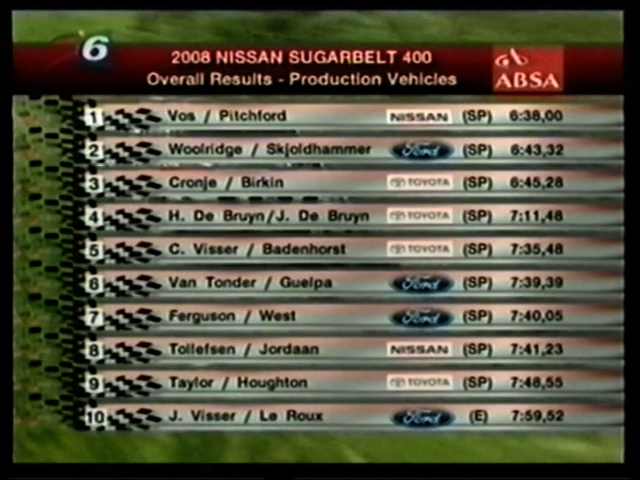 6
2008 NISSAN SUGARBELT 400
Overall Results - Production Vehicles
ABSA
1 Vos / Pitchford NISSAN (SP) 6:38,00
2 Woolridge / Skjoldhammer Ford (SP) 6:43,32
3 Cronje / Birkin TOYOTA (SP) 6:45,28
4 H. De Bruyn/J. De Bruyn TOYOTA (SP) 7:11,48
5 C. Visser / Badenhorst TOYOTA (SP) 7:35,48
6 Van Tonder / Guelpa Ford (SP) 7:39,39
7 Ferguson / West Ford (SP) 7:40,05
8 Tollefsen / Jordaan NISSAN (SP) 7:41,23
9 Taylor / Houghton TOYOTA (SP) 7:48,55
10 J. Visser / Le Roux Ford (E) 7:59,52